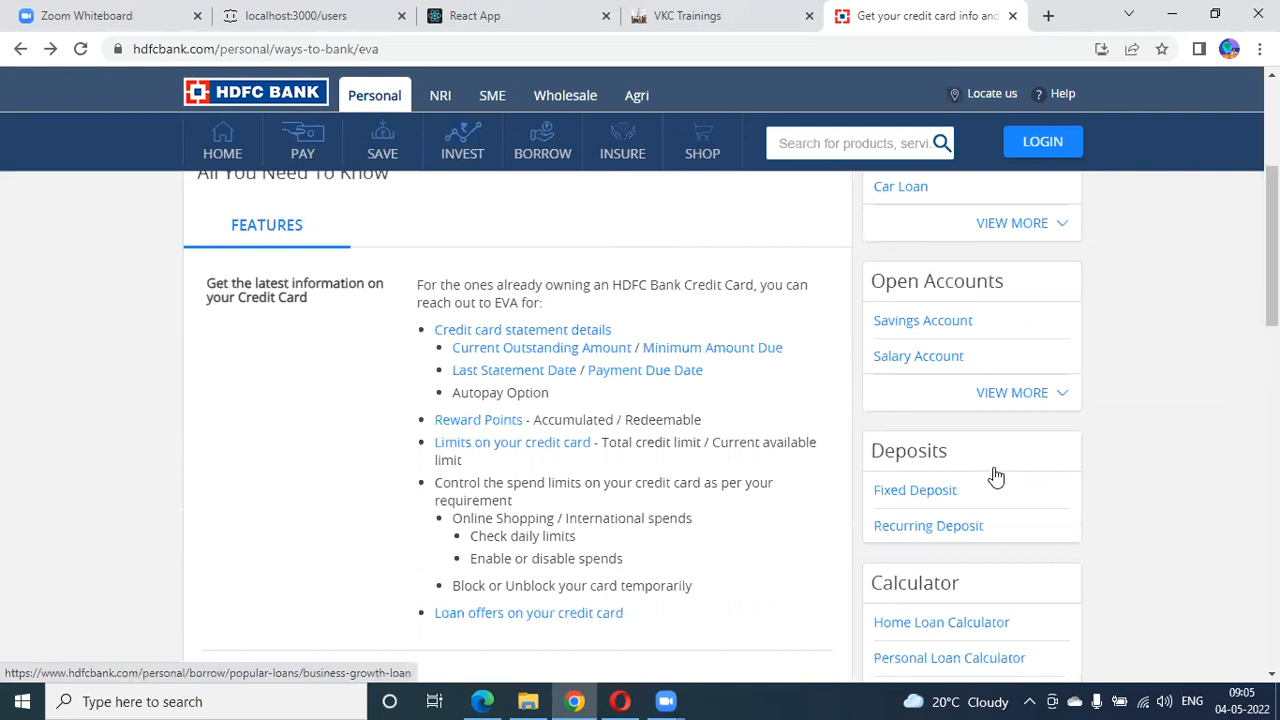 Zoom Whiteboard
localhost:3000/users
React App
VKC Trainings
Get your credit card info and
hdfcbank.com/personal/ways-to-bank/eva
HDFC BANK
Personal
NRI
SME
Wholesale
Agri
Locate us
? Help
HOME
PAY
SAVE
INVEST
BORROW
INSURE
SHOP
Search for products, servi.
LOGIN
All You Need To Know
FEATURES
Get the latest information on
your Credit Card
For the ones already owning an HDFC Bank Credit Card, you can
reach out to EVA for:
• Credit card statement details
• Current Outstanding Amount / Minimum Amount Due
• Last Statement Date / Payment Due Date
• Autopay Option
• Reward Points - Accumulated / Redeemable
• Limits on your credit card - Total credit limit / Current available
limit
• Control the spend limits on your credit card as per your
requirement
• Online Shopping / International spends
• Check daily limits
• Enable or disable spends
• Block or Unblock your card temporarily
• Loan offers on your credit card
Car Loan
VIEW MORE
Open Accounts
Savings Account
Salary Account
VIEW MORE
Deposits
Fixed Deposit
Recurring Deposit
Calculator
Home Loan Calculator
Personal Loan Calculator
https://www.hdfcbank.com/personal/borrow/popular-loans/business-growth-loan
Type here to search
20°C Cloudy
ENG
09:05
04-05-2022